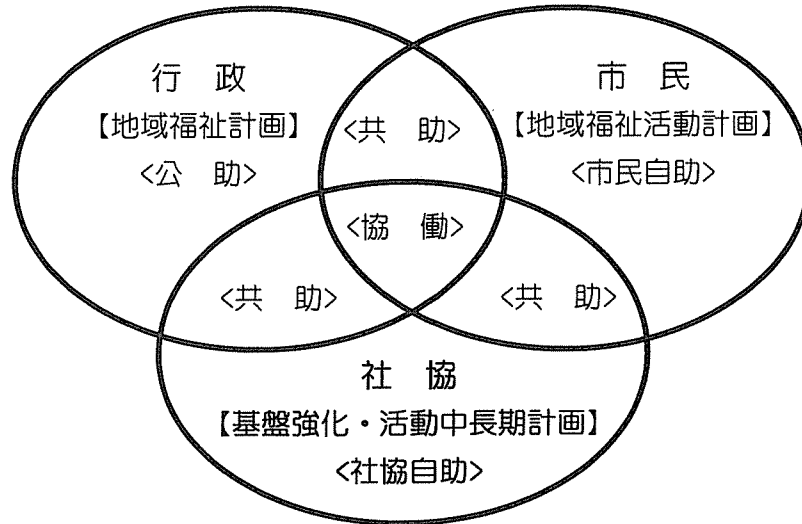 行 政
【地域福祉計画】
<公 助>
<共 助>
市 民
【地域福祉活動計画】
<市民自助>
<協 働>
<共 助>
<共 助>
社 協
【基盤強化・活動中長期計画】
<社協自助>